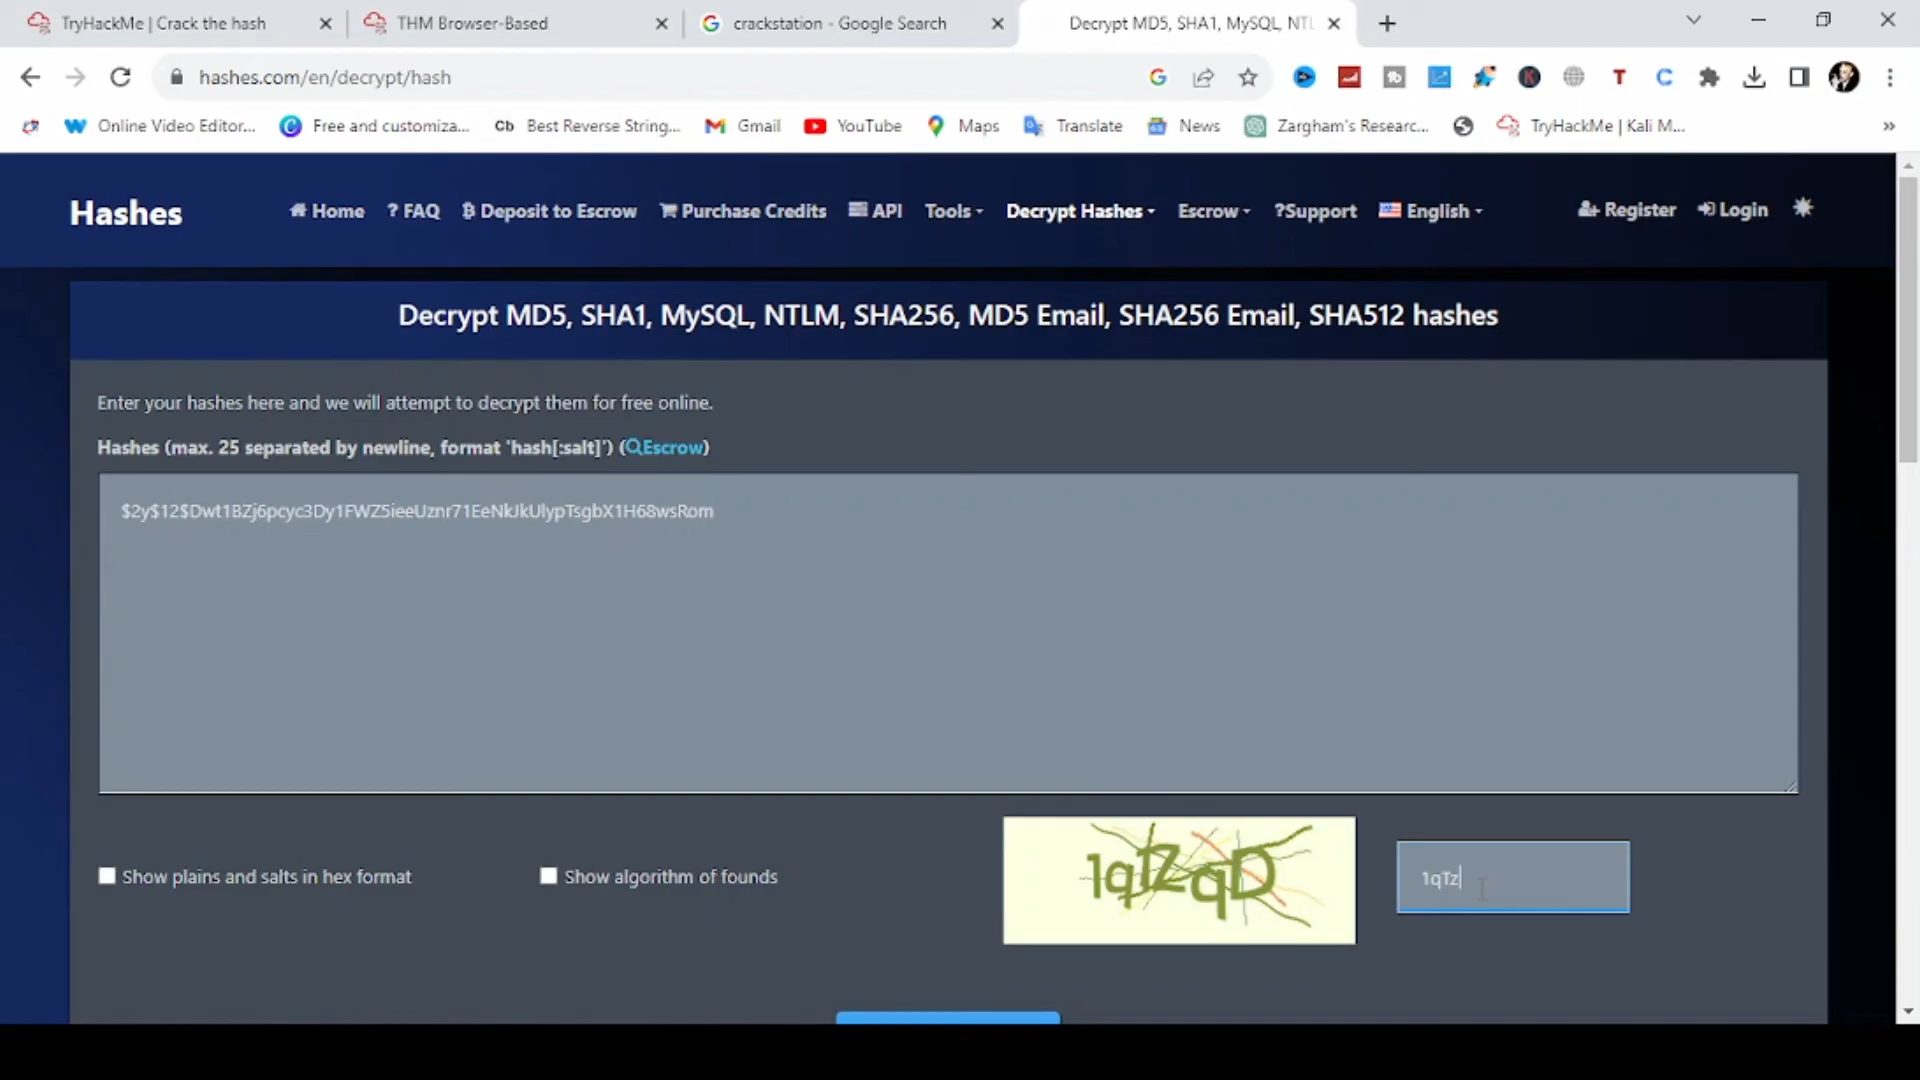 TryHackMe | Crack the hash
THM Browser-Based
crackstation - Google Search
Decrypt MD5, SHA1, MySQL, NTL
hashes.com/en/decrypt/hash
Online Video Editor...
Free and customiza...
Cb Best Reverse String...
Gmail
YouTube
Maps
Translate
News
Zargham's Researc...
TryHackMe | Kali M...
»
Hashes
Home
? FAQ
Deposit to Escrow
Purchase Credits
API
Tools
Decrypt Hashes
Escrow
?Support
English
Register
Login
Decrypt MD5, SHA1, MySQL, NTLM, SHA256, MD5 Email, SHA256 Email, SHA512 hashes
Enter your hashes here and we will attempt to decrypt them for free online.
Hashes (max. 25 separated by newline, format 'hash[:salt]') (Escrow)
$2y$12$Dwt1BZj6pcyc3Dy1FWZ5ieeUznr71EeNkJkUlypTsgbX1H68wsRom
Show plains and salts in hex format
Show algorithm of founds
1qTZqD
1qTz